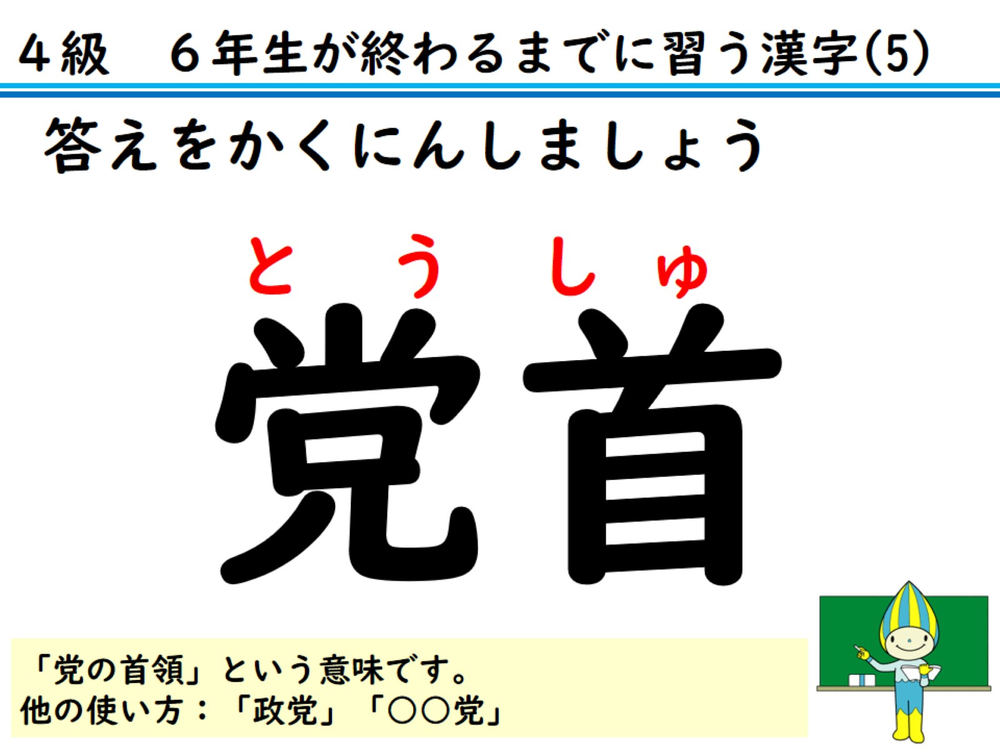 ４級　６年生が終わるまでに習う漢字(5)
答えをかくにんしましょう
とうしゅ
党首
「党の首領」という意味です。
他の使い方：「政党」「○○党」